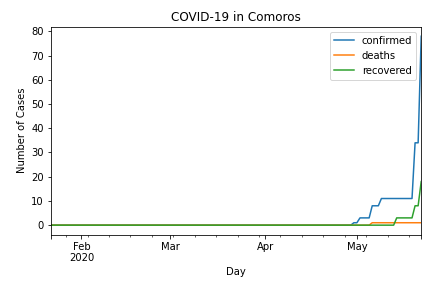 COVID-19 in Comoros
confirmed
deaths
recovered
Number of Cases
80
70
60
50
40
30
20
10
0
Feb Mar Apr May
2020
Day